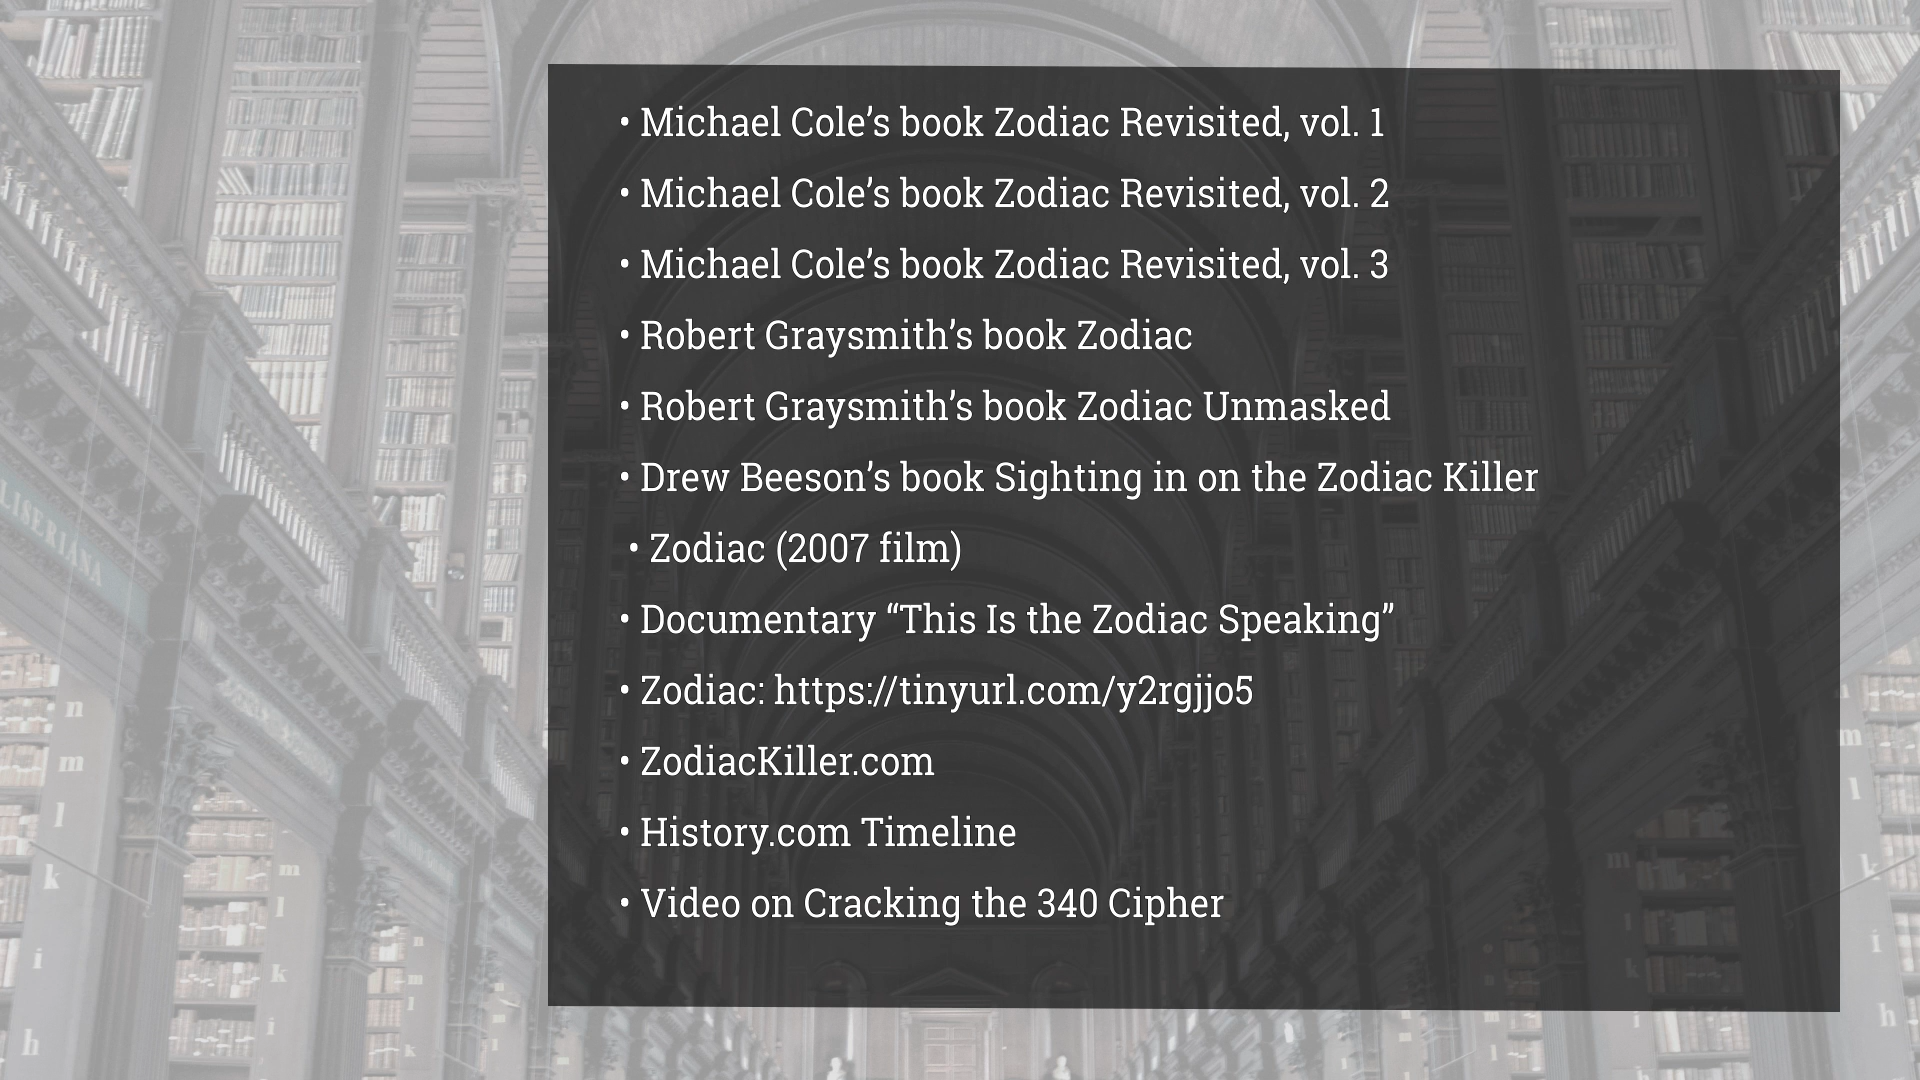 • Michael Cole’s book Zodiac Revisited, vol. 1
• Michael Cole’s book Zodiac Revisited, vol. 2
• Michael Cole’s book Zodiac Revisited, vol. 3
• Robert Graysmith’s book Zodiac
• Robert Graysmith’s book Zodiac Unmasked
• Drew Beeson’s book Sighting in on the Zodiac Killer
• Zodiac (2007 film)
• Documentary “This Is the Zodiac Speaking”
• Zodiac: https://tinyurl.com/y2rgjjo5
• ZodiacKiller.com
• History.com Timeline
• Video on Cracking the 340 Cipher
n
m
l
k
i
h
m
l
k
i
m
l
k
i
h